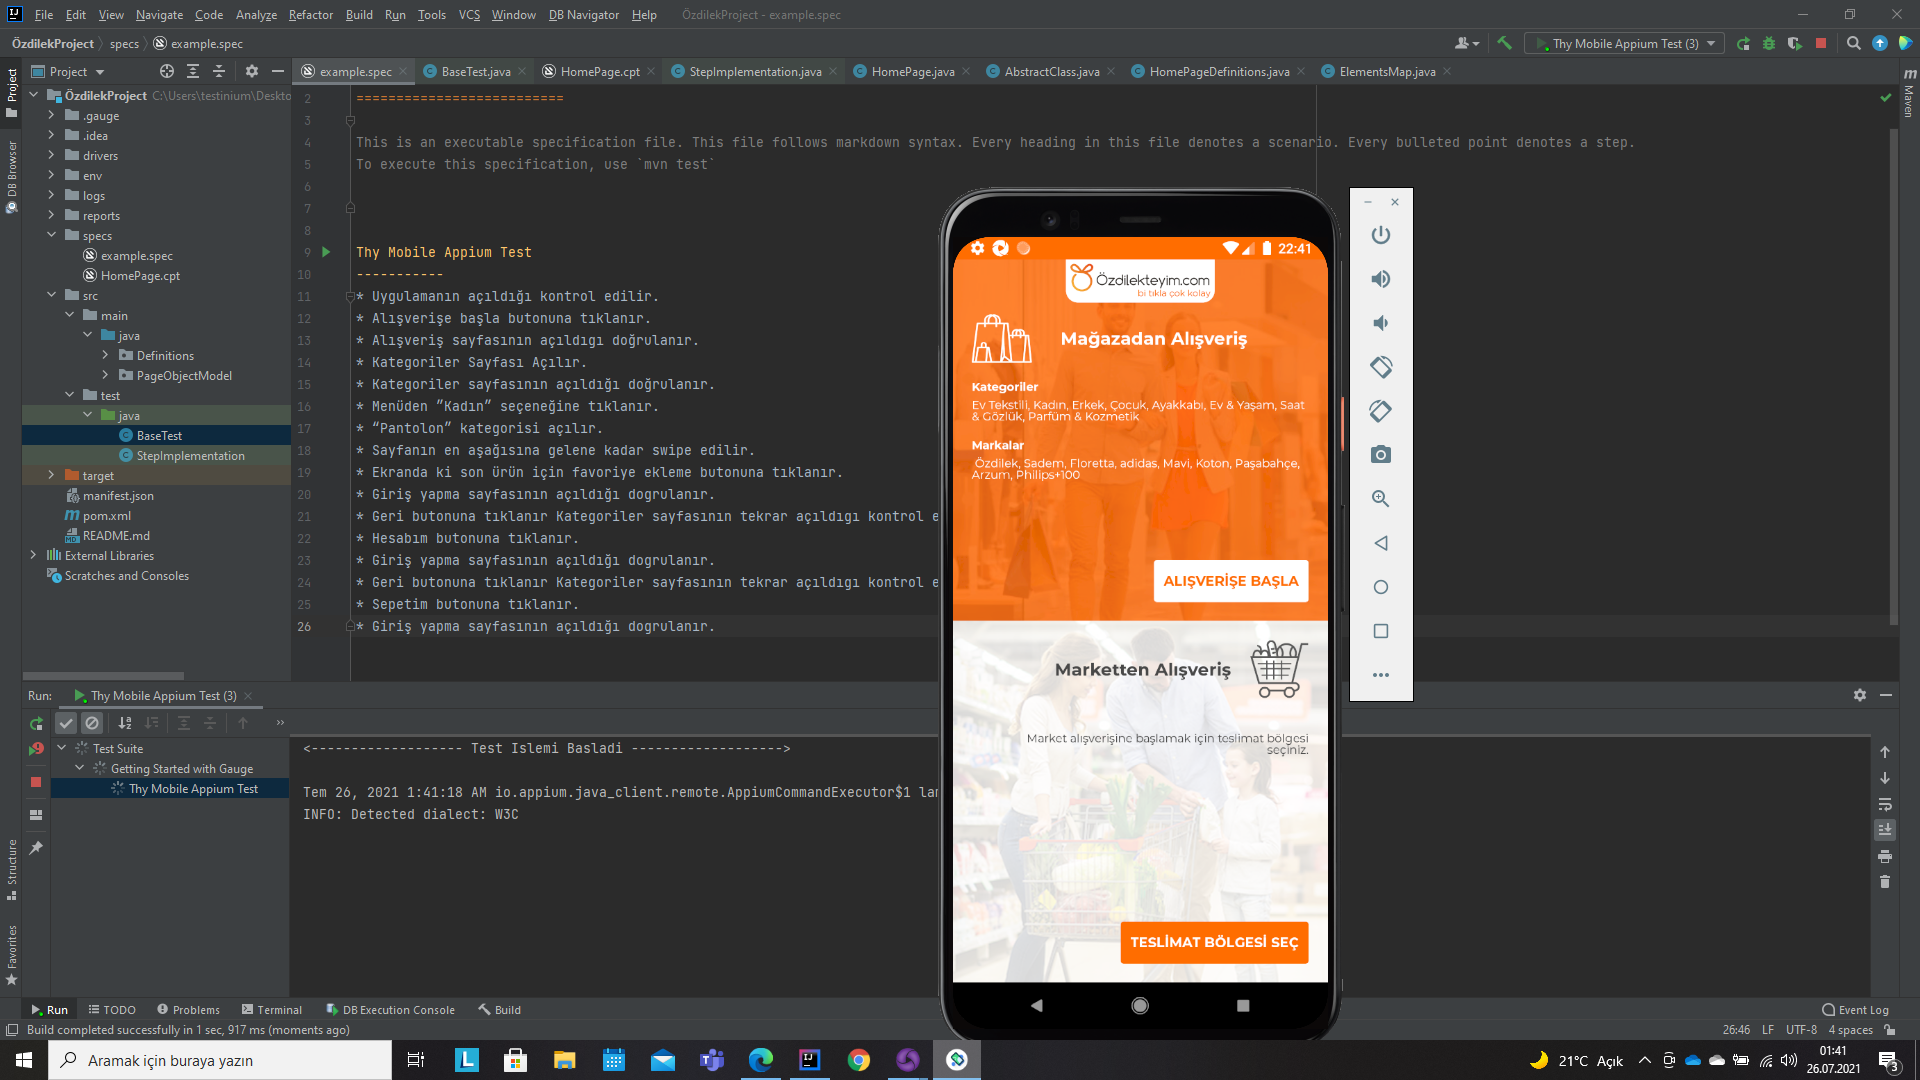 File Edit View Navigate Code Analyze Refactor Build Run Tools VCS Window DB Navigator Help ÖzdilekProject - example.spec
ÖzdilekProject specs example.spec
Thy Mobile Appium Test (3)
Project
example.spec BaseTest.java HomePage.cpt StepImplementation.java HomePage.java AbstractClass.java HomePageDefinitions.java ElementsMap.java
Project
DB Browser
Structure
Favorites
Maven
ÖzdilekProject C:\Users\testinium\Deskto
.gauge
.idea
drivers
env
logs
reports
specs
example.spec
HomePage.cpt
src
main
java
Definitions
PageObjectModel
test
java
BaseTest
StepImplementation
target
manifest.json
pom.xml
README.md
External Libraries
Scratches and Consoles
2 ==========================
3
4 This is an executable specification file. This file follows markdown syntax. Every heading in this file denotes a scenario. Every bulleted point denotes a step.
5 To execute this specification, use `mvn test`
6
7
8
9 Thy Mobile Appium Test
10 -----------
11 * Uygulamanın açıldığı kontrol edilir.
12 * Alışverişe başla butonuna tıklanır.
13 * Alışveriş sayfasının açıldıgı doğrulanır.
14 * Kategoriler Sayfası Açılır.
15 * Kategoriler sayfasının açıldığı doğrulanır.
16 * Menüden “Kadın” seçeneğine tıklanır.
17 * “Pantolon” kategorisi açılır.
18 * Sayfanın en aşağısına gelene kadar swipe edilir.
19 * Ekranda ki son ürün için favoriye ekleme butonuna tıklanır.
20 * Giriş yapma sayfasının açıldığı dogrulanır.
21 * Geri butonuna tıklanır Kategoriler sayfasının tekrar açıldıgı kontrol e
22 * Hesabım butonuna tıklanır.
23 * Giriş yapma sayfasının açıldığı dogrulanır.
24 * Geri butonuna tıklanır Kategoriler sayfasının tekrar açıldıgı kontrol e
25 * Sepetim butonuna tıklanır.
26 * Giriş yapma sayfasının açıldığı dogrulanır.
22:41
Özdilekteyim.com
bi tıkla çok kolay
Mağazadan Alışveriş
Kategoriler
Ev Tekstili, Kadın, Erkek, Çocuk, Ayakkabı, Ev & Yaşam, Saat
& Gözlük, Parfüm & Kozmetik
Markalar
Özdilek, Sadem, Floretta, adidas, Mavi, Koton, Paşabahçe,
Arzum, Philips+100
ALIŞVERİŞE BAŞLA
Marketten Alışveriş
Market alışverişine başlamak için teslimat bölgesi
seçiniz.
TESLİMAT BÖLGESİ SEÇ
Run: Thy Mobile Appium Test (3)
Test Suite
Getting Started with Gauge
Thy Mobile Appium Test
<------------------- Test Islemi Basladi ------------------->
Tem 26, 2021 1:41:18 AM io.appium.java_client.remote.AppiumCommandExecutor$1 la
INFO: Detected dialect: W3C
Run TODO Problems Terminal DB Execution Console Build Event Log
Build completed successfully in 1 sec, 917 ms (moments ago) 26:46 LF UTF-8 4 spaces
Aramak için buraya yazın
21°C Açık
01:41
26.07.2021
3